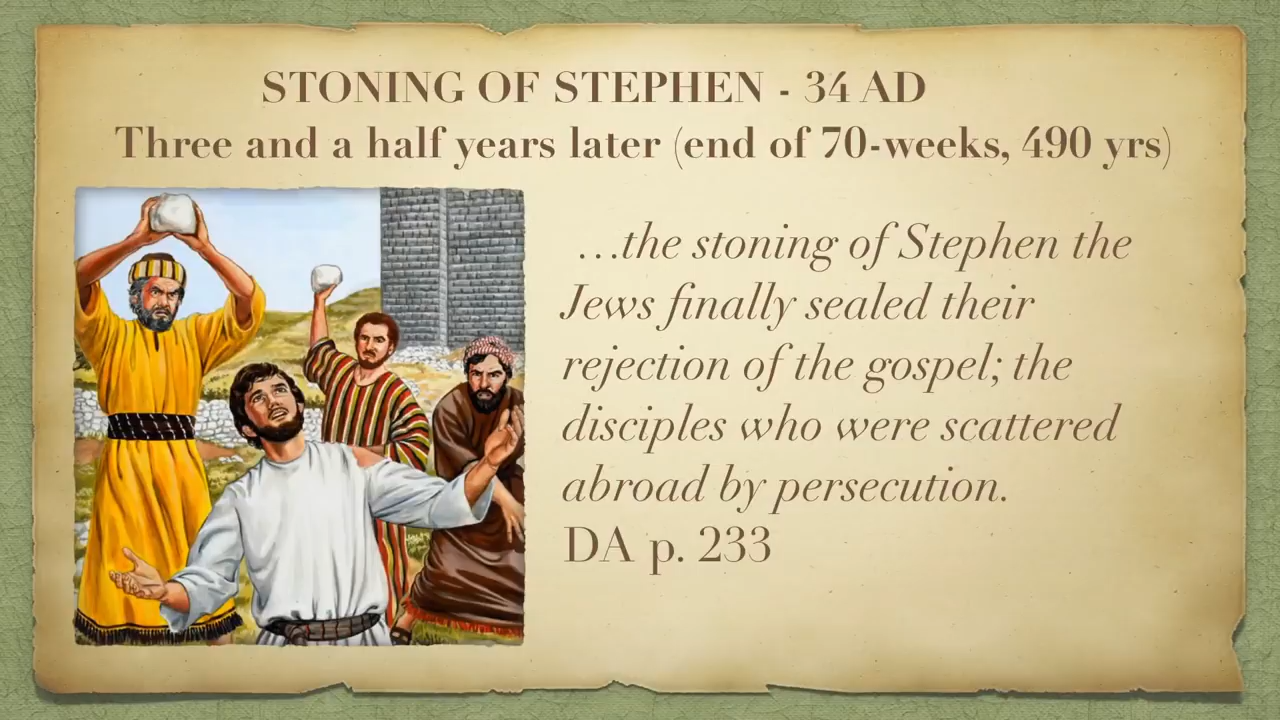 STONING OF STEPHEN - 34 AD
Three and a half years later (end of 70-weeks, 490 yrs)
…the stoning of Stephen the
Jews finally sealed their
rejection of the gospel; the
disciples who were scattered
abroad by persecution.
DA p. 233